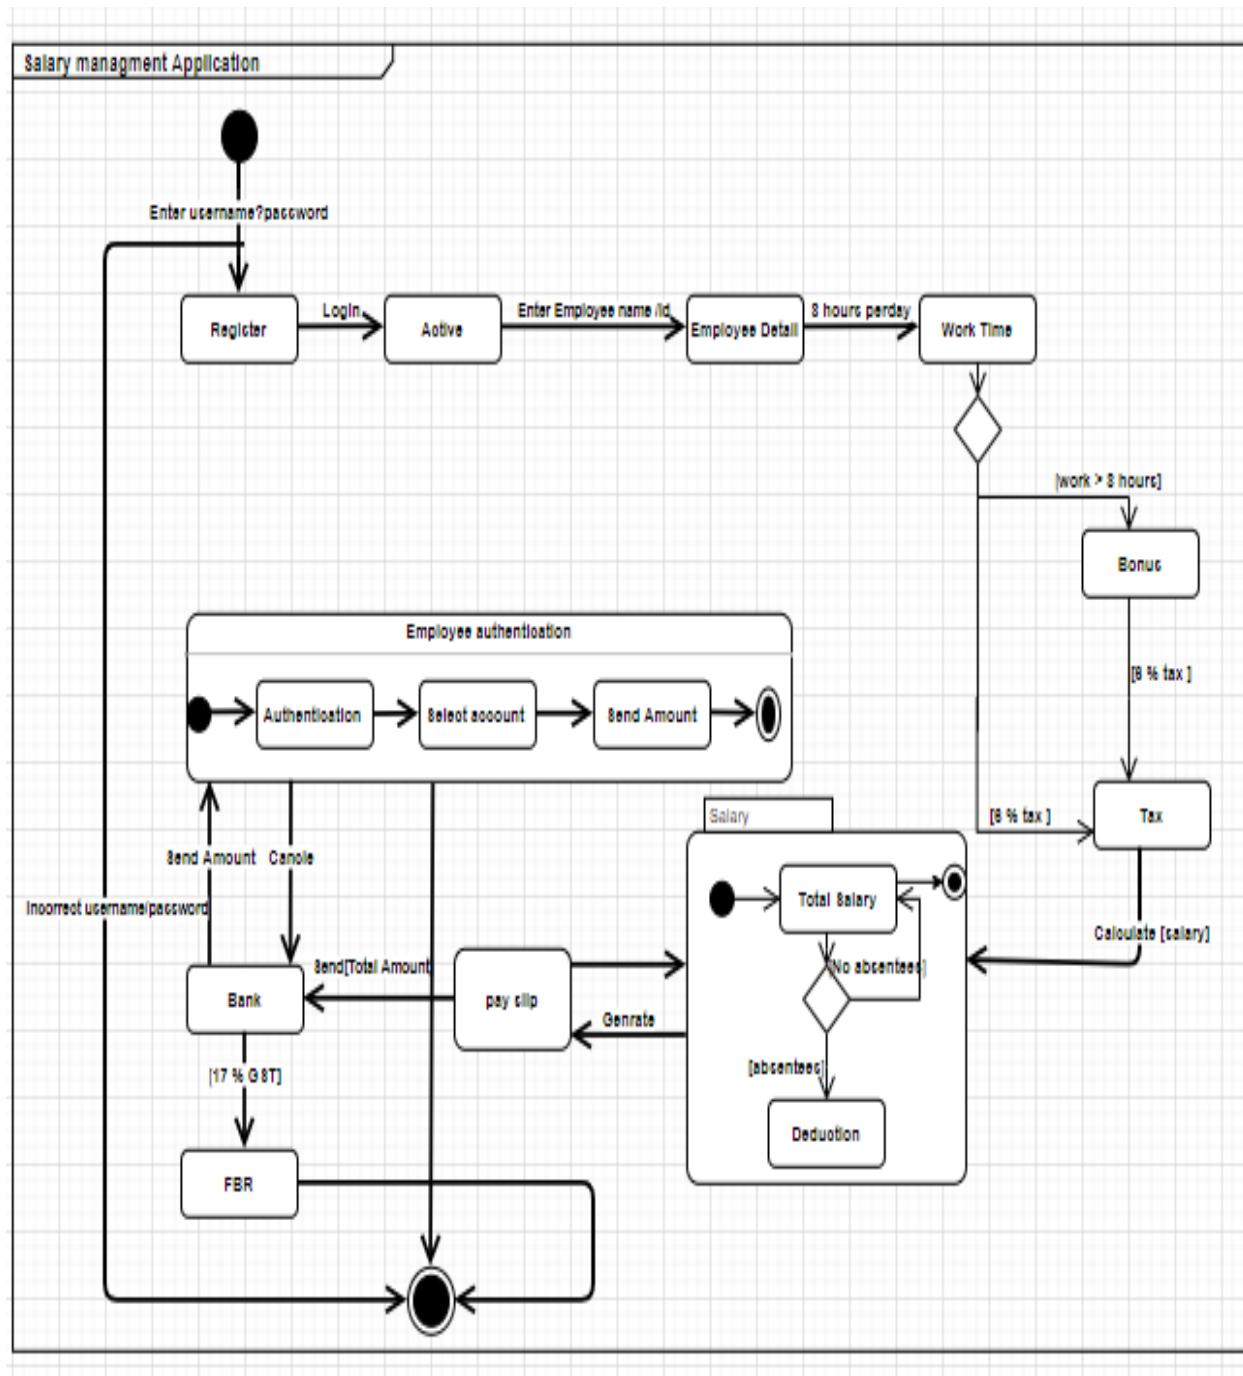 Salary managment Application
Enter username?password
Register
Login
Active
Enter Employee name /id
Employee Detail
8 hours perday
Work Time
[work > 8 hours]
Bonus
[6 % tax ]
Employee authentication
Authentication
Select account
Send Amount
[6 % tax ]
Tax
Salary
Send Amount
Cancle
Total Salary
Incorrect username/password
Calculate [salary]
Send[Total Amount
[No absentees]
Bank
pay slip
Genrate
[absentees]
[17 % GST]
Deduction
FBR